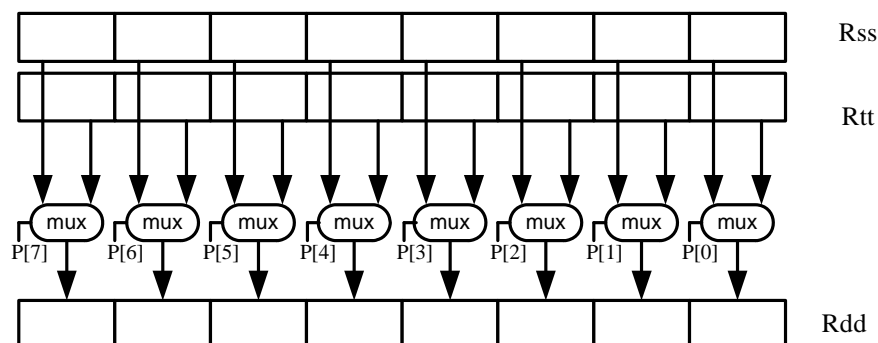 Rss
Rtt
mux mux mux mux mux mux mux mux
P[7] P[6] P[5] P[4] P[3] P[2] P[1] P[0]
Rdd